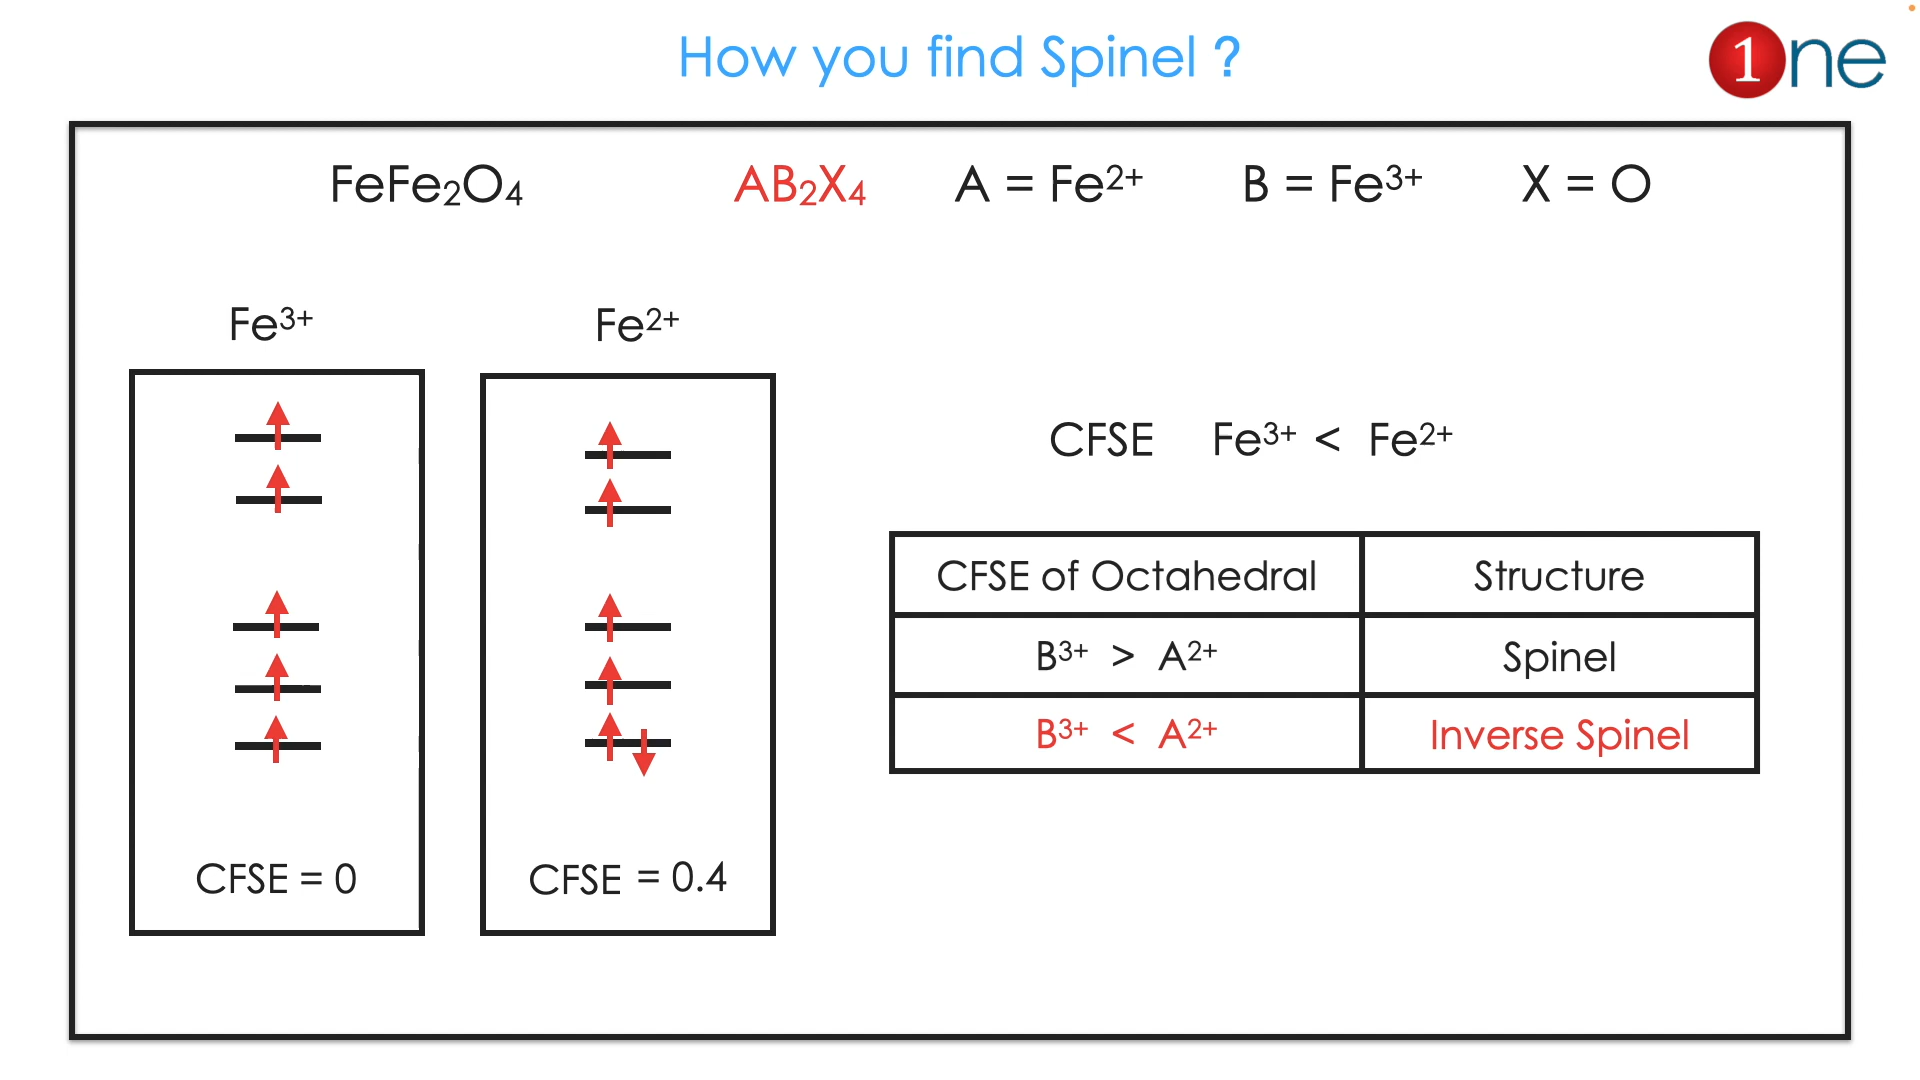 How you find Spinel ?
1ne
FeFe₂O₄ AB₂X₄ A = Fe²⁺ B = Fe³⁺ X = O
Fe³⁺ Fe²⁺
CFSE Fe³⁺ < Fe²⁺
CFSE of Octahedral Structure
B³⁺ > A²⁺ Spinel
B³⁺ < A²⁺ Inverse Spinel
CFSE = 0 CFSE = 0.4